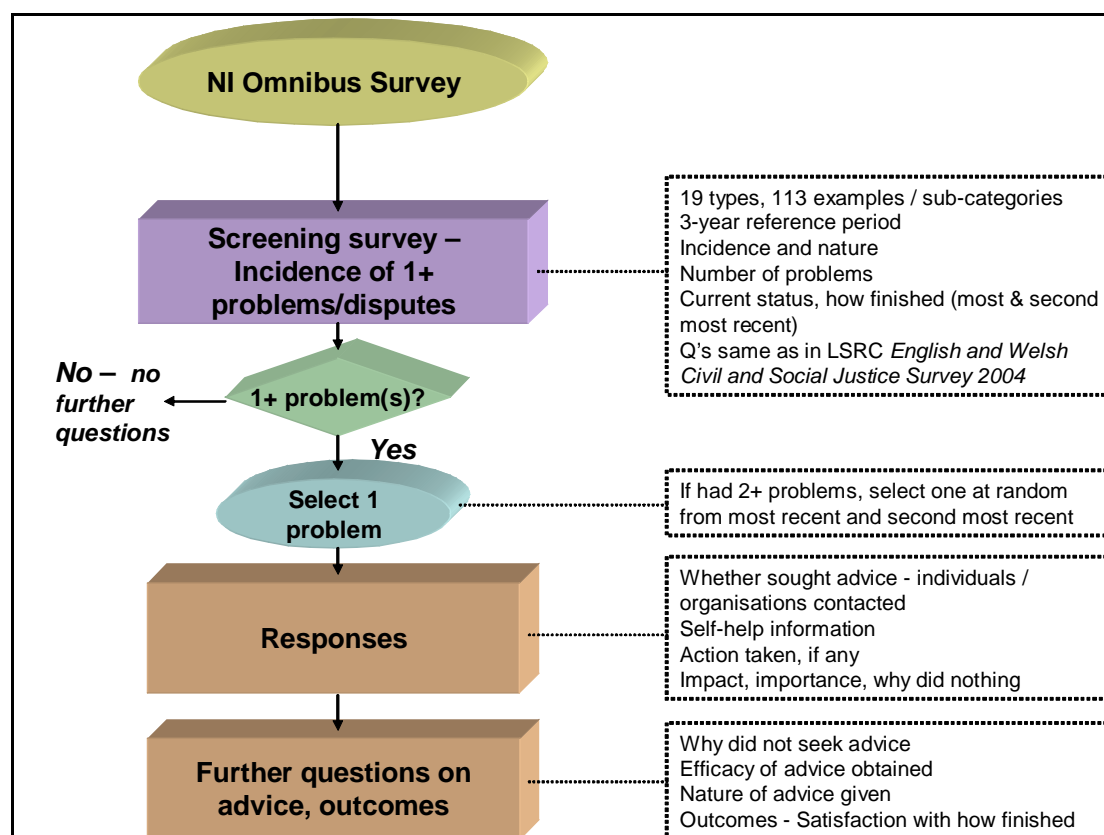 NI Omnibus Survey
Screening survey –
Incidence of 1+
problems/disputes
19 types, 113 examples / sub-categories
3-year reference period
Incidence and nature
Number of problems
Current status, how finished (most & second
most recent)
Q's same as in LSRC English and Welsh
Civil and Social Justice Survey 2004
1+ problem(s)?
No – no
further
questions
Yes
Select 1
problem
If had 2+ problems, select one at random
from most recent and second most recent
Responses
Whether sought advice - individuals /
organisations contacted
Self-help information
Action taken, if any
Impact, importance, why did nothing
Further questions on
advice, outcomes
Why did not seek advice
Efficacy of advice obtained
Nature of advice given
Outcomes - Satisfaction with how finished